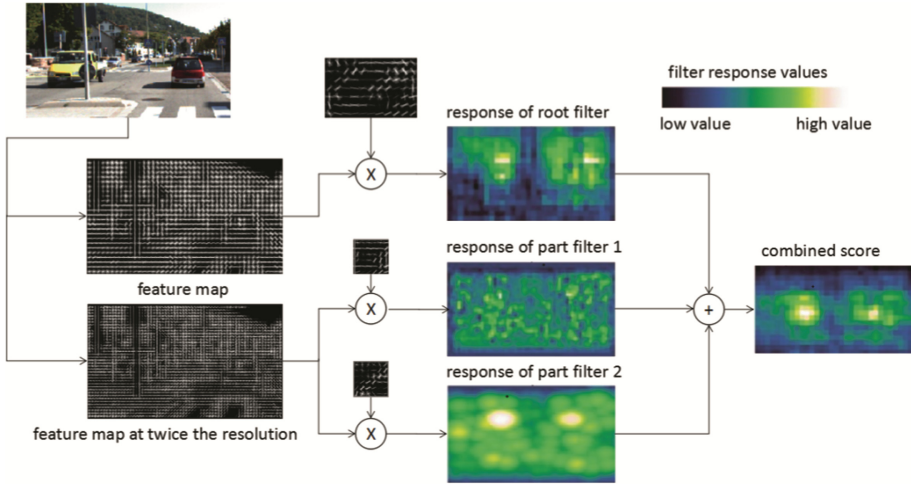 filter response values
low value
high value
response of root filter
X
feature map
response of part filter 1
X
combined score
+
response of part filter 2
feature map at twice the resolution
X